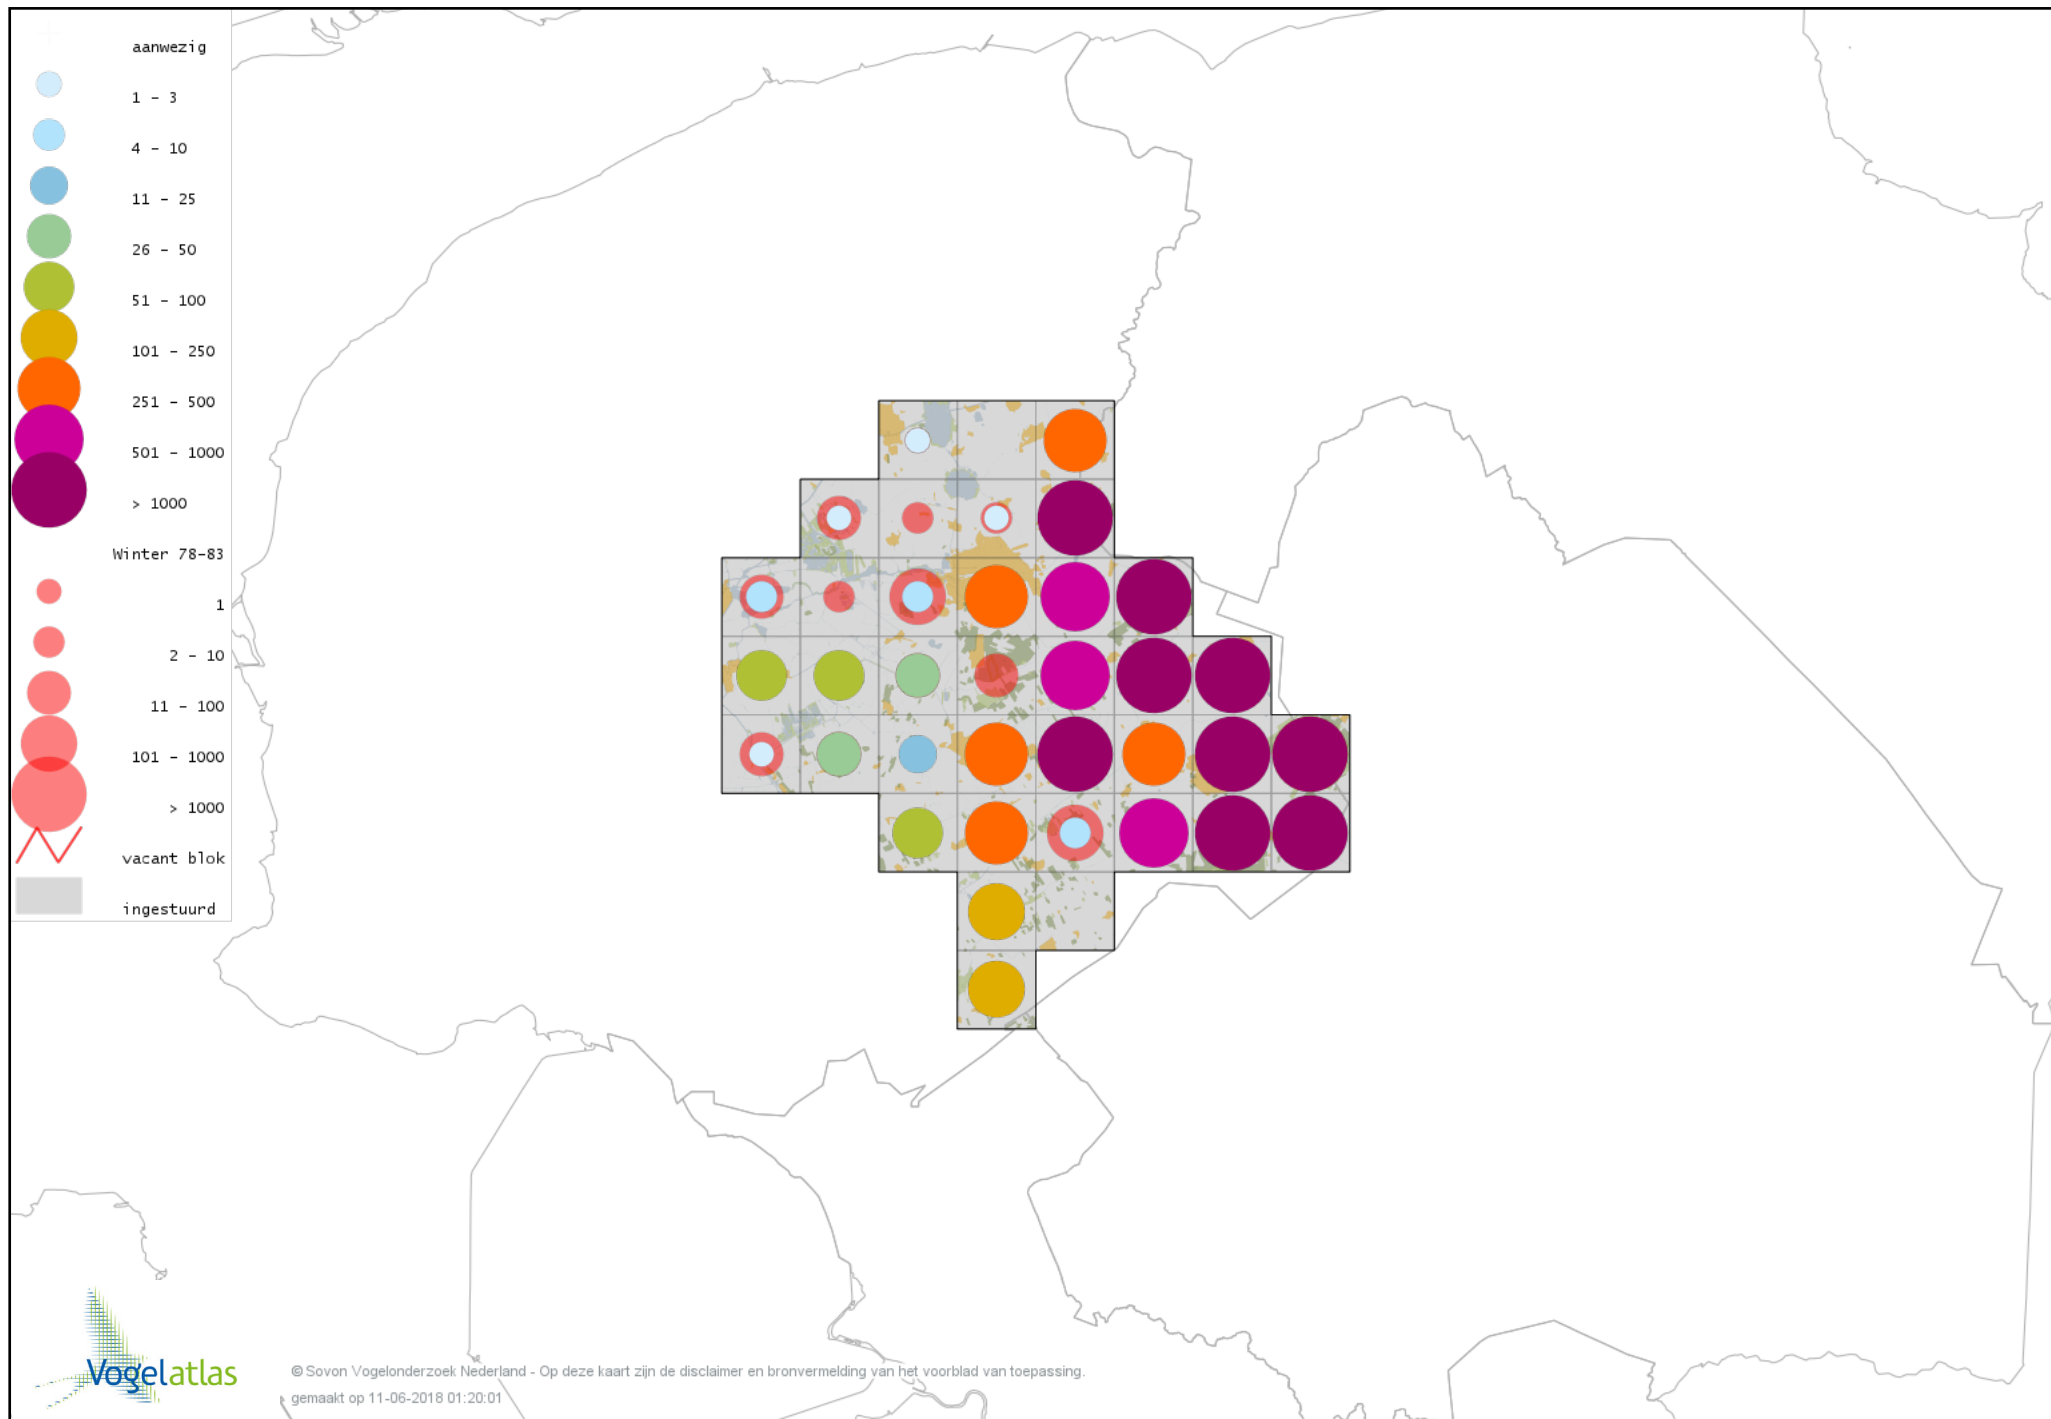 aanwezig
1 - 3
4 - 10
11 - 25
26 - 50
51 - 100
101 - 250
251 - 500
501 - 1000
> 1000
Winter 78-83
1
2 - 10
11 - 100
101 - 1000
> 1000
vacant blok
ingestuurd
Vogelatlas
© Sovon Vogelonderzoek Nederland - Op deze kaart zijn de disclaimer en bronvermelding van het voorblad van toepassing.
gemaakt op 11-06-2018 01:20:01